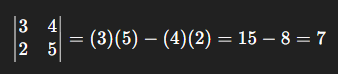 |3 4|
|2 5| = (3)(5) − (4)(2) = 15 − 8 = 7